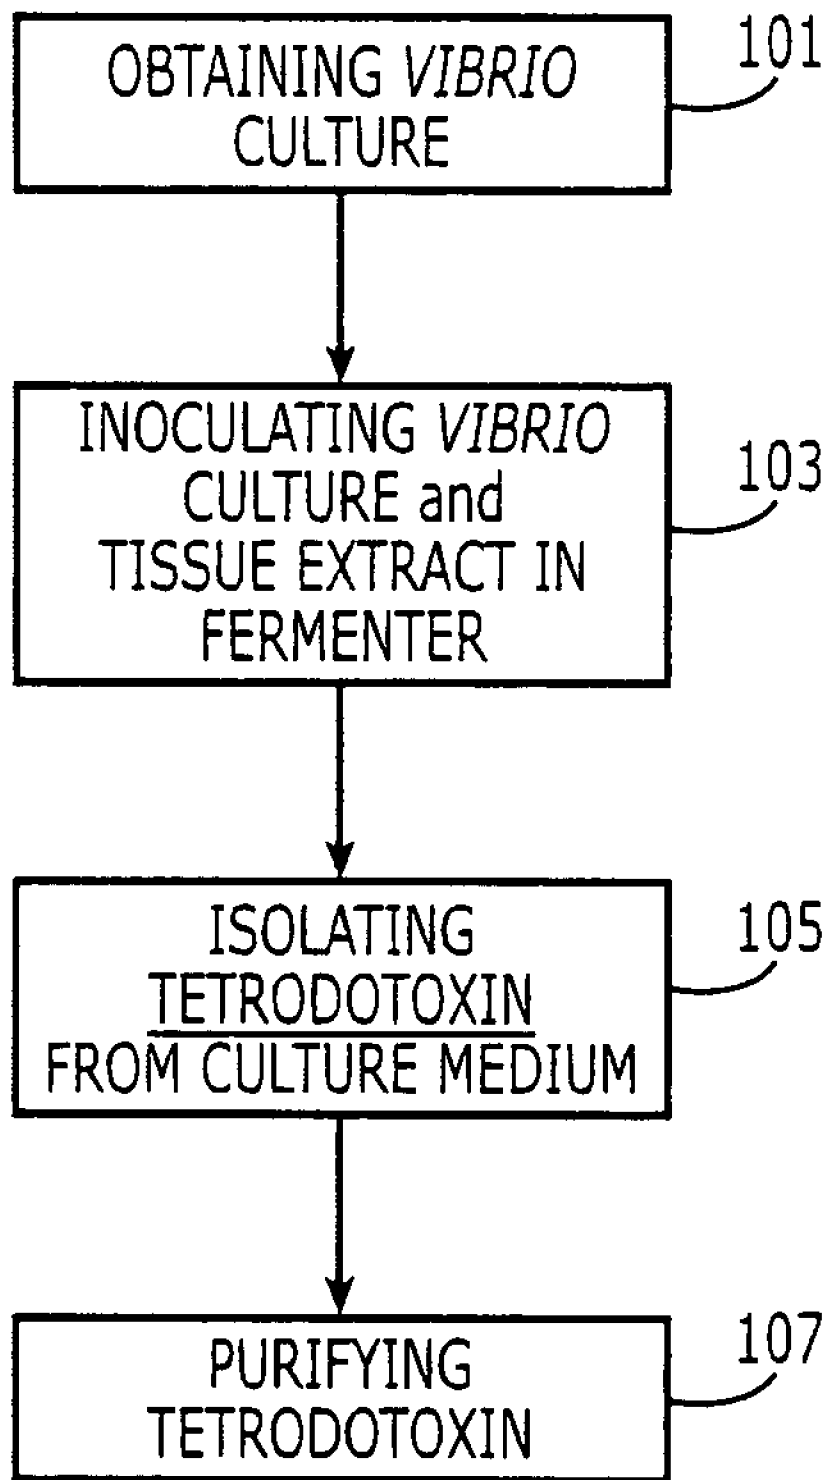 101
OBTAINING VIBRIO
CULTURE
103
INOCULATING VIBRIO
CULTURE and
TISSUE EXTRACT IN
FERMENTER
105
ISOLATING
TETRODOTOXIN
FROM CULTURE MEDIUM
107
PURIFYING
TETRODOTOXIN